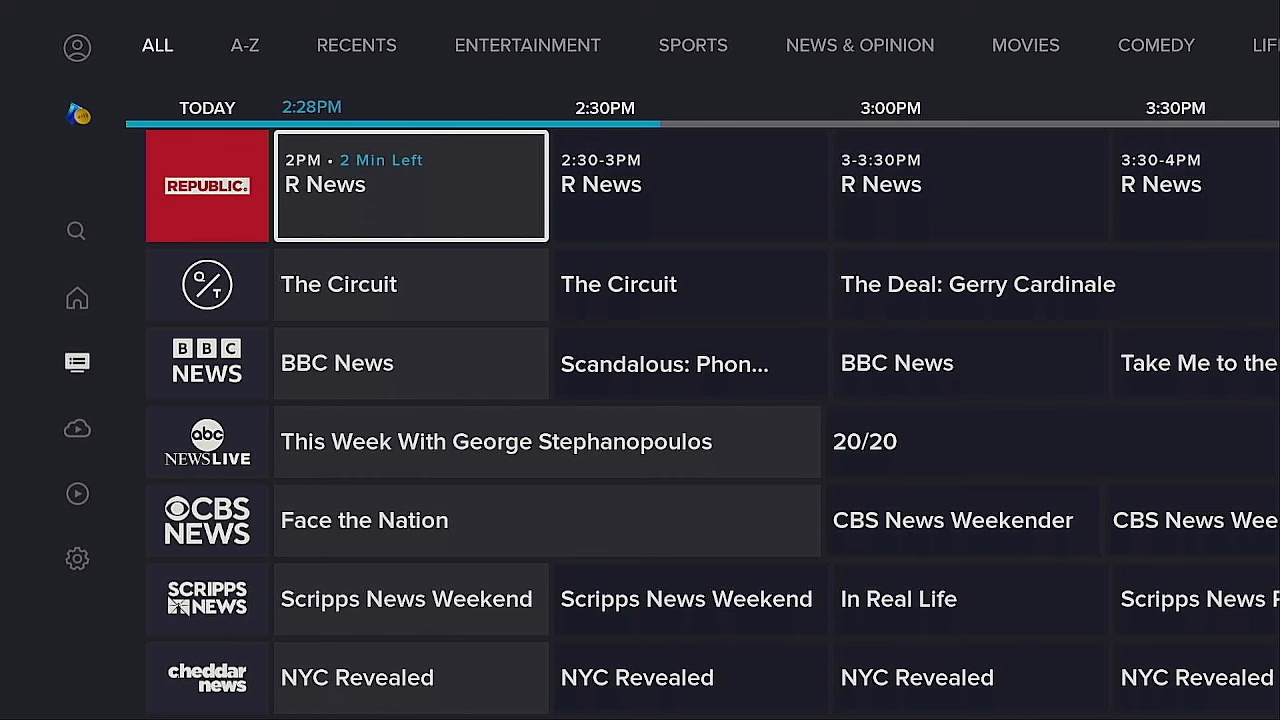 ALL A-Z RECENTS ENTERTAINMENT SPORTS NEWS & OPINION MOVIES COMEDY LIF
TODAY 2:28PM 2:30PM 3:00PM 3:30PM
2PM • 2 Min Left 2:30-3PM 3-3:30PM 3:30-4PM
REPUBLIC. R News R News R News R News
O/T The Circuit The Circuit The Deal: Gerry Cardinale
BBC
NEWS BBC News Scandalous: Phon... BBC News Take Me to the
abc
NEWS LIVE This Week With George Stephanopoulos 20/20
CBS
NEWS Face the Nation CBS News Weekender CBS News Wee
SCRIPPS
NEWS Scripps News Weekend Scripps News Weekend In Real Life Scripps News
cheddar
news NYC Revealed NYC Revealed NYC Revealed NYC Revealed